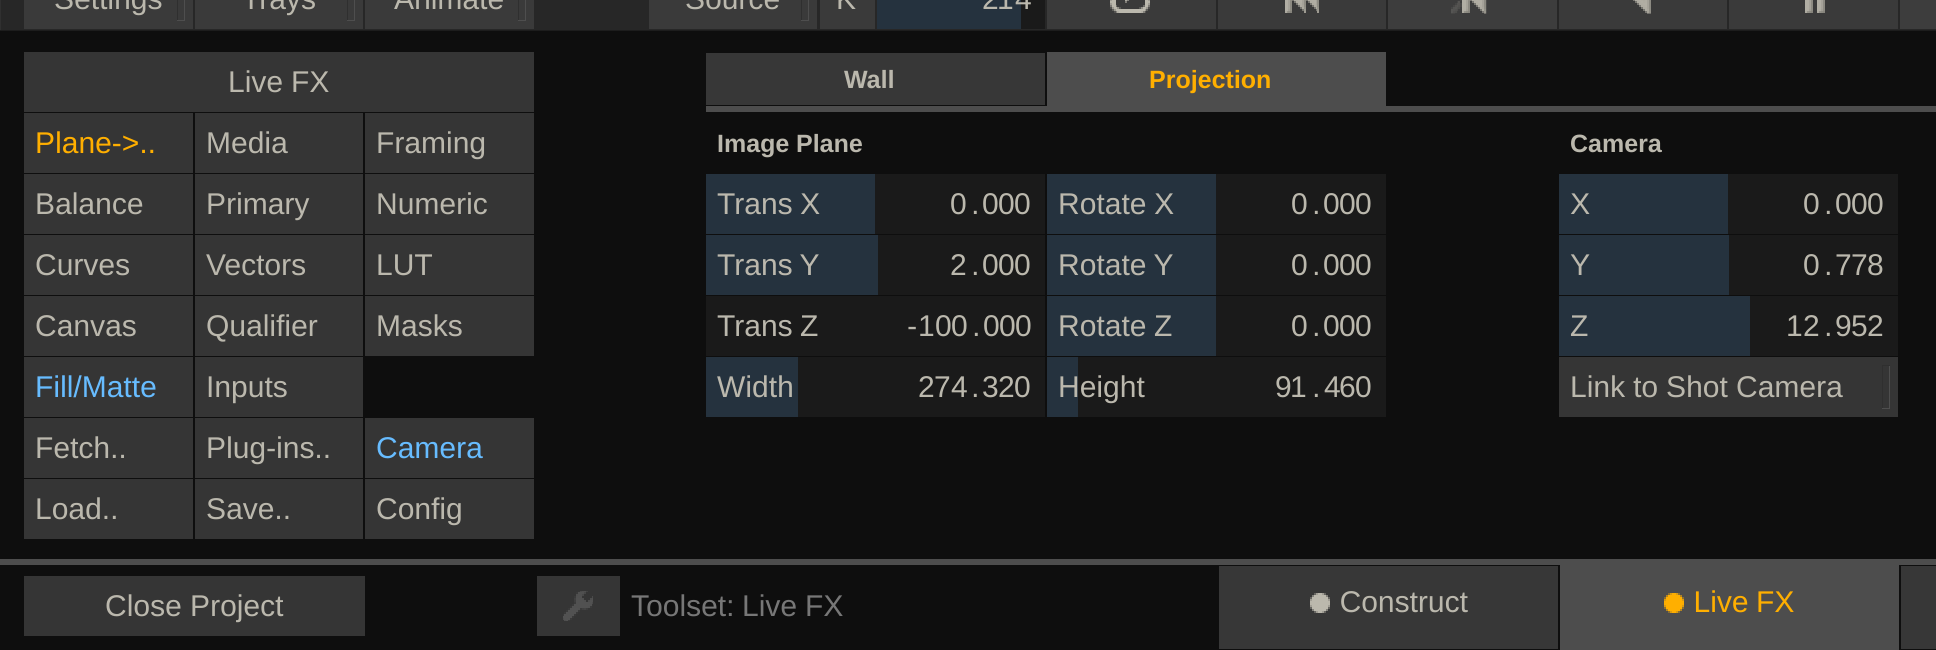 Settings Trays Animate Source K 214
Live FX
Wall Projection
Plane->.. Media Framing
Image Plane Camera
Balance Primary Numeric
Trans X 0.000 Rotate X 0.000 X 0.000
Curves Vectors LUT
Trans Y 2.000 Rotate Y 0.000 Y 0.778
Canvas Qualifier Masks
Trans Z -100.000 Rotate Z 0.000 Z 12.952
Fill/Matte Inputs
Width 274.320 Height 91.460 Link to Shot Camera
Fetch.. Plug-ins.. Camera
Load.. Save.. Config
Close Project Toolset: Live FX Construct Live FX